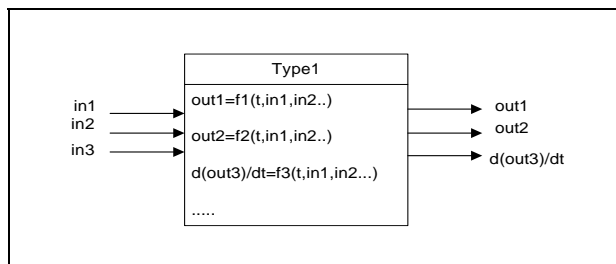 Type1
in1
in2
in3
out1=f1(t,in1,in2..)
out2=f2(t,in1,in2..)
d(out3)/dt=f3(t,in1,in2...)
.....
out1
out2
d(out3)/dt